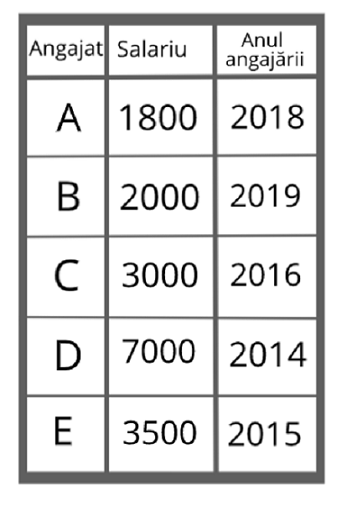 Angajat Salariu Anul angajării
A 1800 2018
B 2000 2019
C 3000 2016
D 7000 2014
E 3500 2015